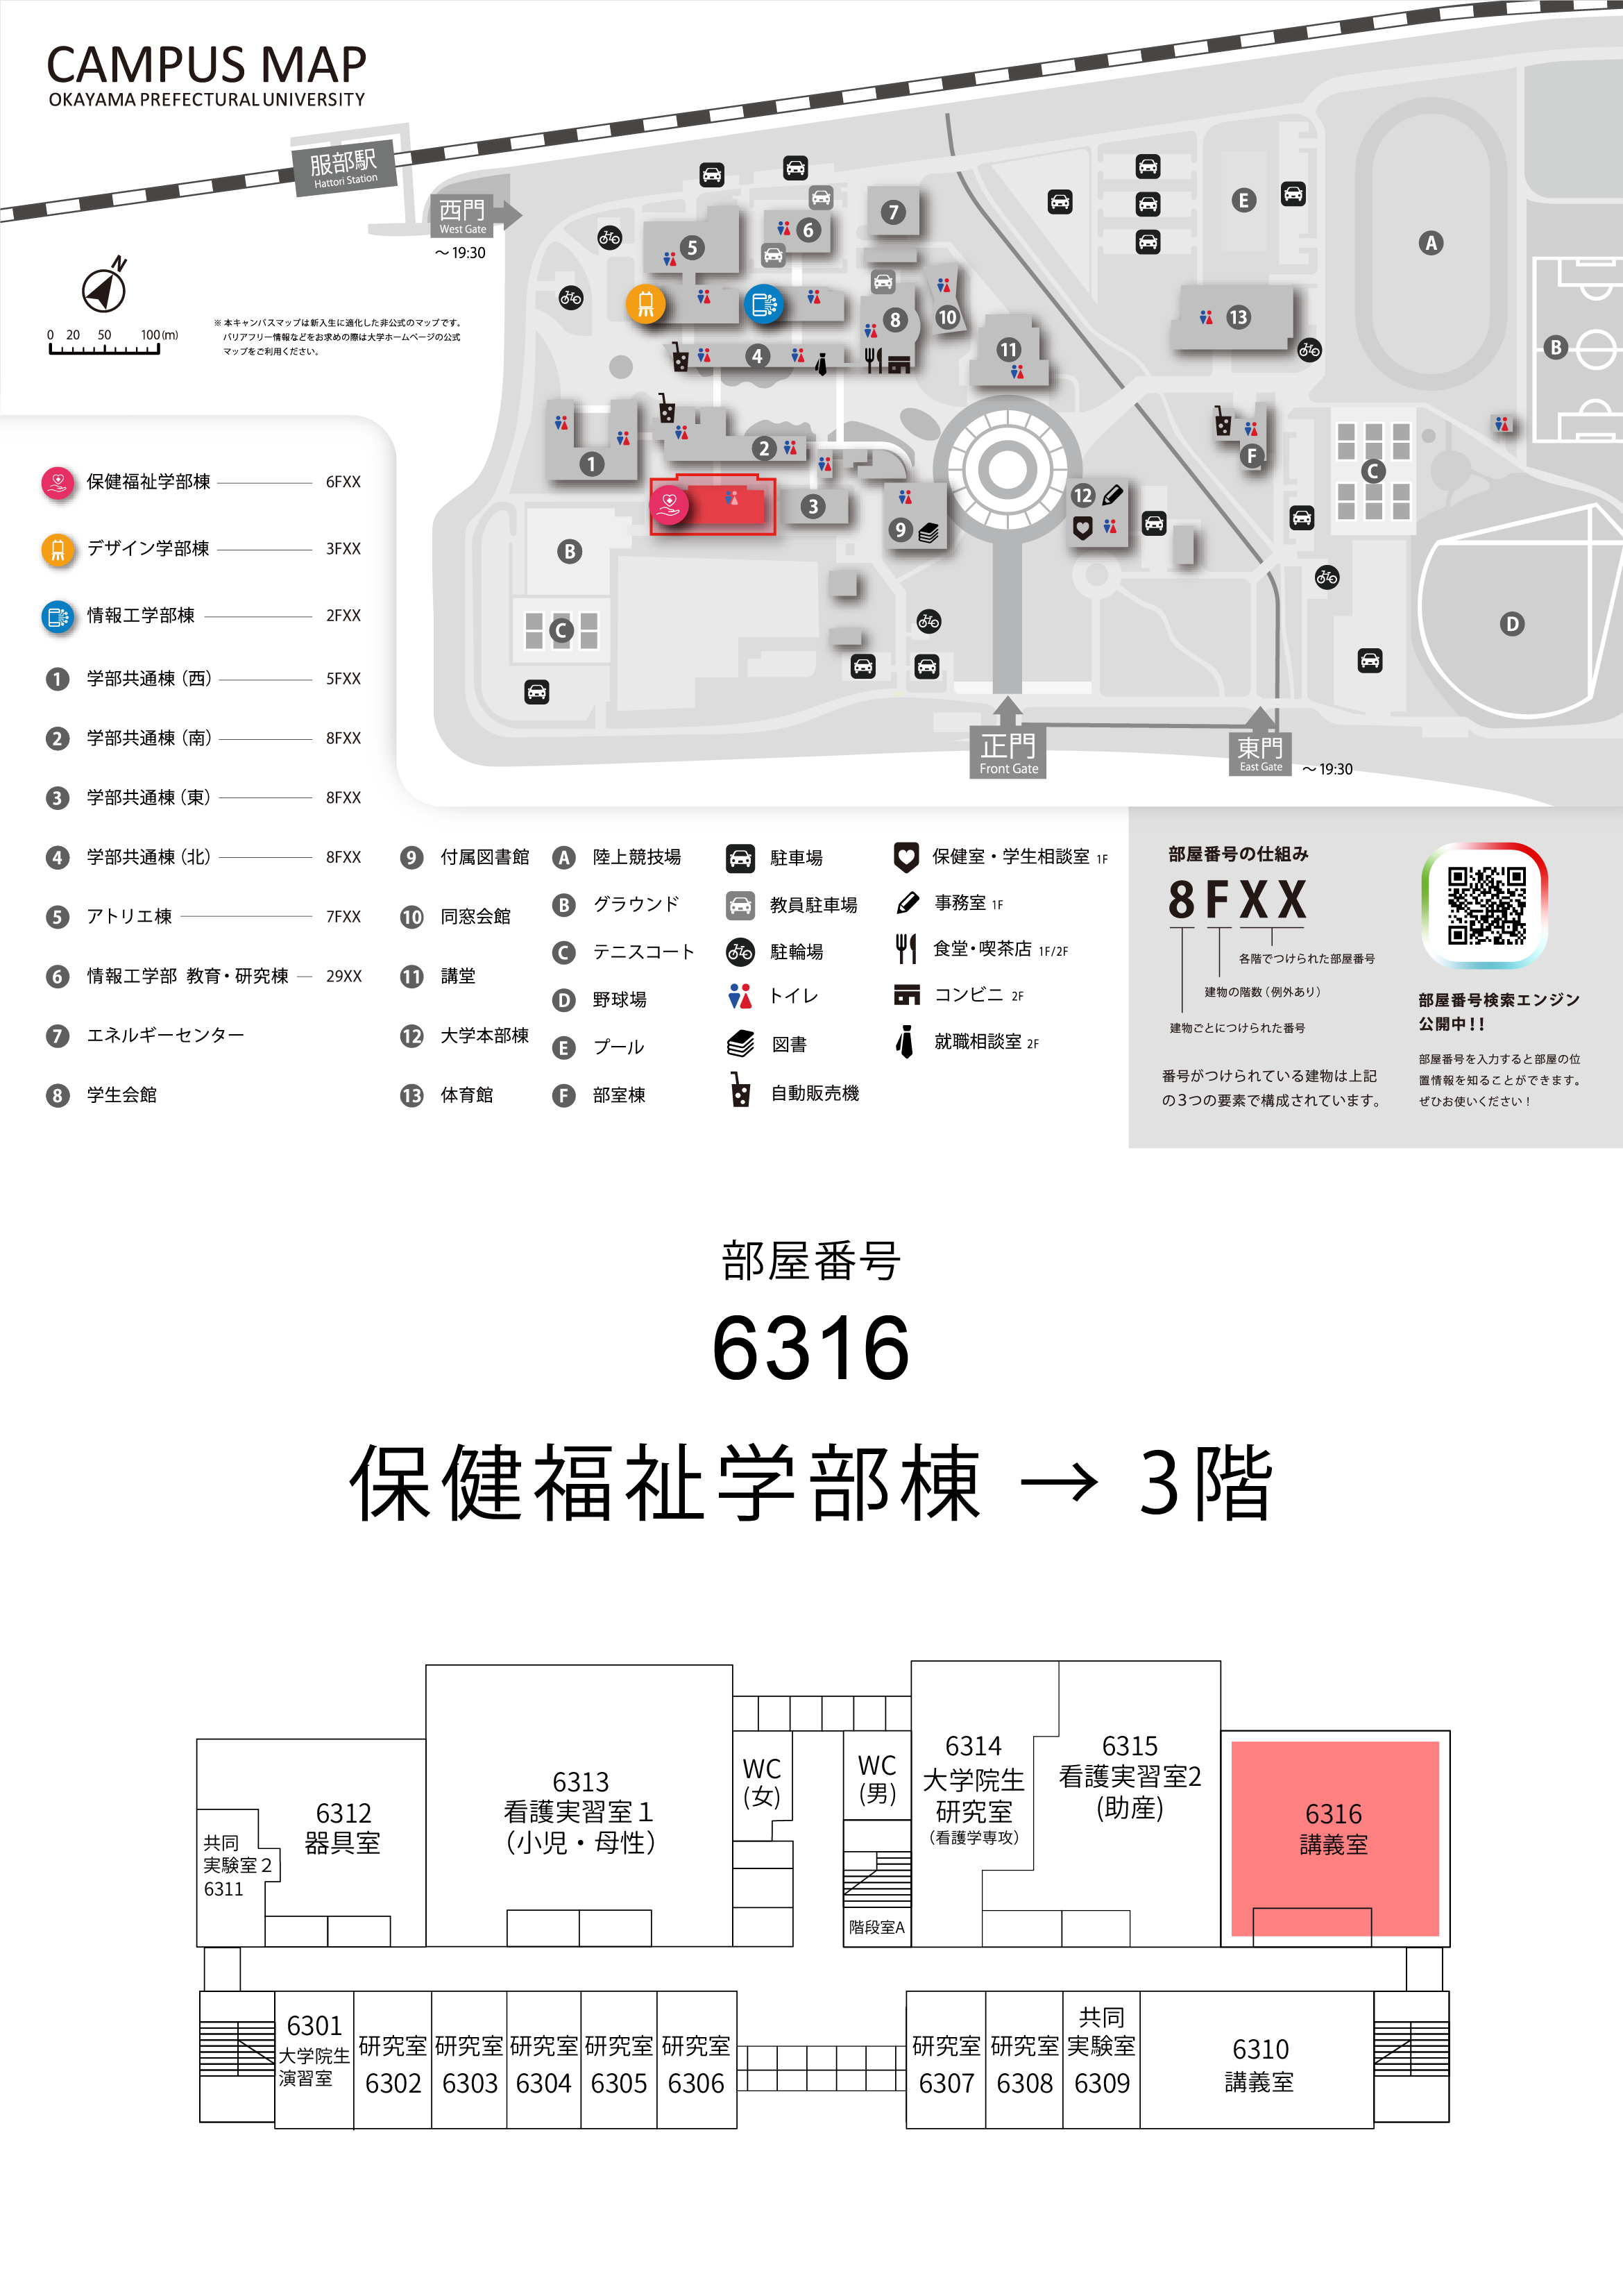 CAMPUS MAP
OKAYAMA PREFECTURAL UNIVERSITY
服部駅
Hattori Station
西門
West Gate
～19:30
N
0 20 50 100(m)
※ 本キャンパスマップは新入生に適化した非公式のマップです。
バリアフリー情報などをお求めの際は大学ホームページの公式
マップをご利用ください。
7
6
5
E
A
8
10
13
4
11
B
2
1
F
C
3
9
12
B
C
D
正門
Front Gate
東門
East Gate
～19:30
保健福祉学部棟 6FXX
デザイン学部棟 3FXX
情報工学部棟 2FXX
1 学部共通棟（西） 5FXX
2 学部共通棟（南） 8FXX
3 学部共通棟（東） 8FXX
4 学部共通棟（北） 8FXX
5 アトリエ棟 7FXX
6 情報工学部 教育・研究棟 29XX
7 エネルギーセンター
8 学生会館
9 付属図書館
10 同窓会館
11 講堂
12 大学本部棟
13 体育館
A 陸上競技場
B グラウンド
C テニスコート
D 野球場
E プール
F 部室棟
駐車場
教員駐車場
駐輪場
トイレ
図書
自動販売機
保健室・学生相談室 1F
事務室 1F
食堂・喫茶店 1F/2F
コンビニ 2F
就職相談室 2F
部屋番号の仕組み
8FXX
各階でつけられた部屋番号
建物の階数（例外あり）
建物ごとにつけられた番号
番号がつけられている建物は上記
の3つの要素で構成されています。
部屋番号検索エンジン
公開中！！
部屋番号を入力すると部屋の位
置情報を知ることができます。
ぜひお使いください！
部屋番号
6316
保健福祉学部棟 → 3階
6312
器具室
共同
実験室２
6311
6313
看護実習室１
（小児・母性）
WC
(女)
WC
(男)
階段室A
6314
大学院生
研究室
（看護学専攻）
6315
看護実習室2
(助産)
6316
講義室
6301
大学院生
演習室
研究室
6302
研究室
6303
研究室
6304
研究室
6305
研究室
6306
研究室
6307
研究室
6308
共同
実験室
6309
6310
講義室